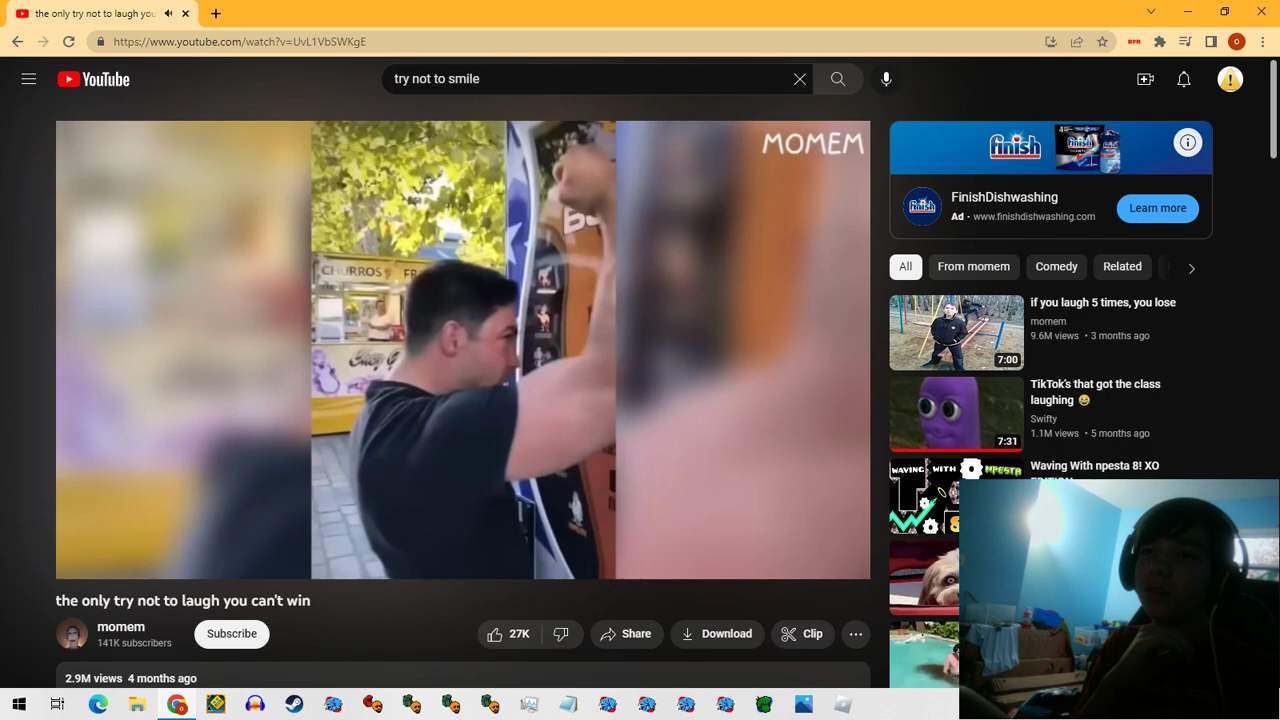 the only try not to laugh you
https://www.youtube.com/watch?v=UvL1VbSWKgE
O
YouTube
try not to smile
MOMEM
CHURROS
finish
FinishDishwashing
Ad • www.finishdishwashing.com
Learn more
All
From momem
Comedy
Related
if you laugh 5 times, you lose
momem
9.6M views • 3 months ago
7:00
TikTok's that got the class
laughing 😂
Swifty
1.1M views • 5 months ago
7:31
Waving With npesta 8! XO
WAVING WITH NPESTA
the only try not to laugh you can't win
momem
141K subscribers
Subscribe
27K
Share
Download
Clip
2.9M views 4 months ago